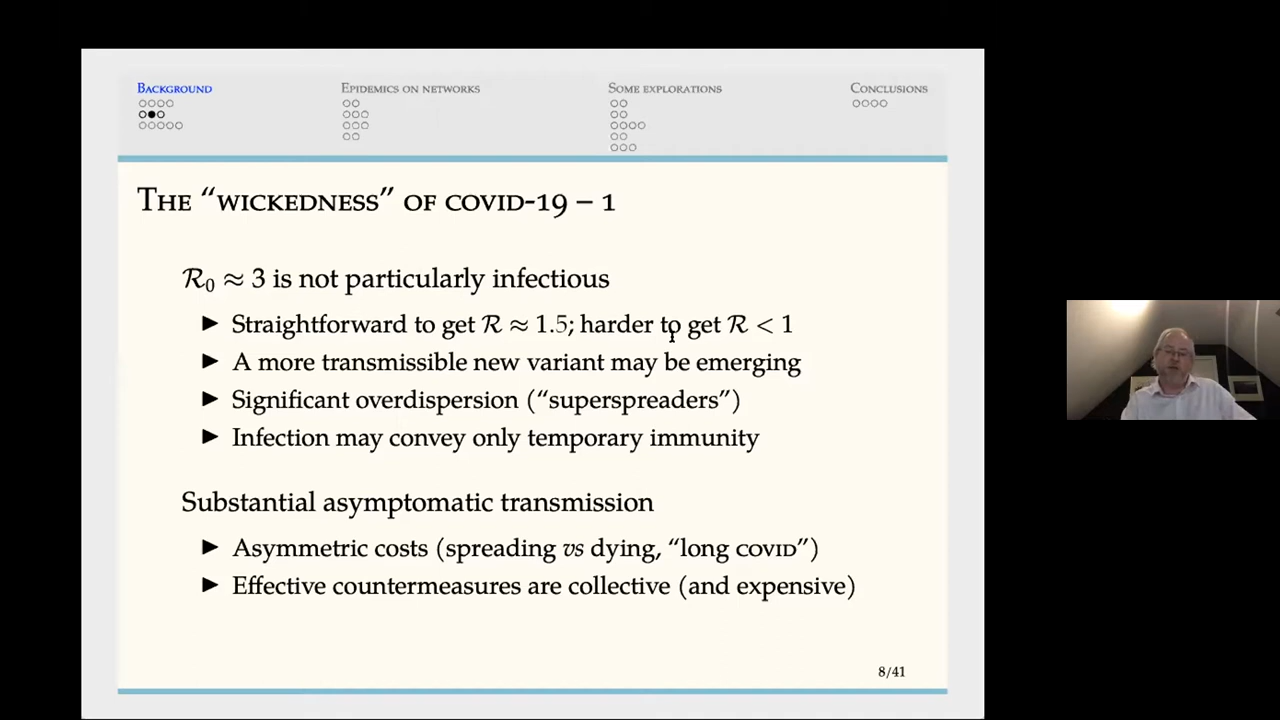 Background Epidemics on networks Some explorations Conclusions
The “wickedness” of covid-19 – 1
R₀ ≈ 3 is not particularly infectious
▶ Straightforward to get R ≈ 1.5; harder to get R < 1
▶ A more transmissible new variant may be emerging
▶ Significant overdispersion (“superspreaders”)
▶ Infection may convey only temporary immunity
Substantial asymptomatic transmission
▶ Asymmetric costs (spreading vs dying, “long covid”)
▶ Effective countermeasures are collective (and expensive)
8/41